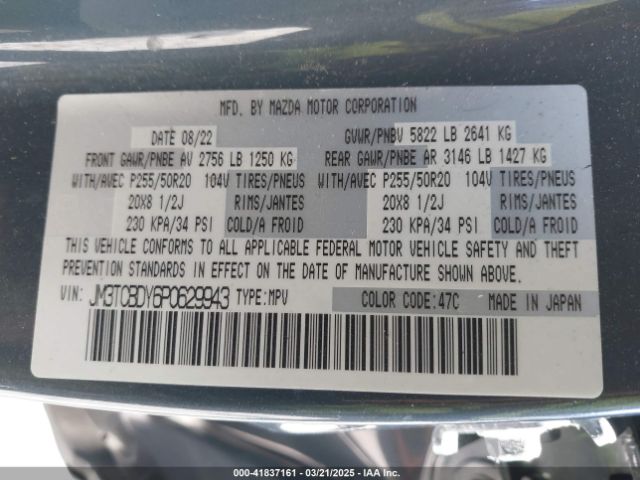 MFD. BY MAZDA MOTOR CORPORATION
DATE 08/22 GVWR/PNBV 5822 LB 2641 KG
FRONT GAWR/PNBE AV 2756 LB 1250 KG REAR GAWR/PNBE AR 3146 LB 1427 KG
WITH/AVEC P255/50R20 104V TIRES/PNEUS WITH/AVEC P255/50R20 104V TIRES/PNEUS
20X8 1/2J RIMS/JANTES 20X8 1/2J RIMS/JANTES
230 KPA/34 PSI COLD/A FROID 230 KPA/34 PSI COLD/A FROID
THIS VEHICLE CONFORMS TO ALL APPLICABLE FEDERAL MOTOR VEHICLE SAFETY AND THEFT
PREVENTION STANDARDS IN EFFECT ON THE DATE OF MANUFACTURE SHOWN ABOVE.
VIN: JM3TCBDY6P0629943 TYPE:MPV COLOR CODE:47C MADE IN JAPAN
000-41837161 - 03/21/2025 - IAA Inc.